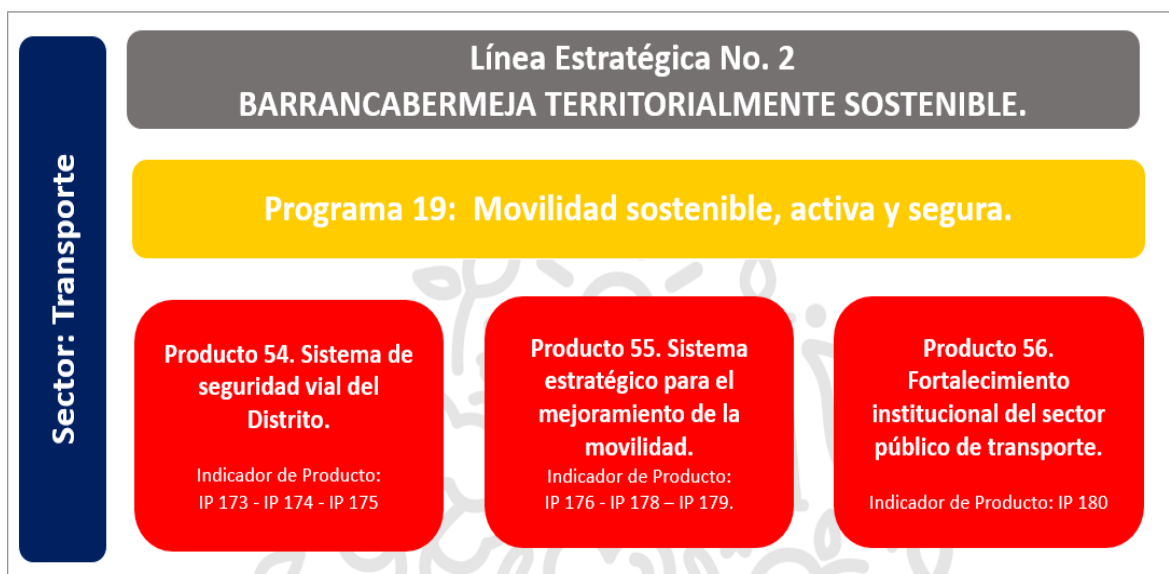 Sector: Transporte
Línea Estratégica No. 2
BARRANCABERMEJA TERRITORIALMENTE SOSTENIBLE.
Programa 19: Movilidad sostenible, activa y segura.
Producto 54. Sistema de
seguridad vial del
Distrito.
Indicador de Producto:
IP 173 - IP 174 - IP 175
Producto 55. Sistema
estratégico para el
mejoramiento de la
movilidad.
Indicador de Producto:
IP 176 - IP 178 – IP 179.
Producto 56.
Fortalecimiento
institucional del sector
público de transporte.
Indicador de Producto: IP 180